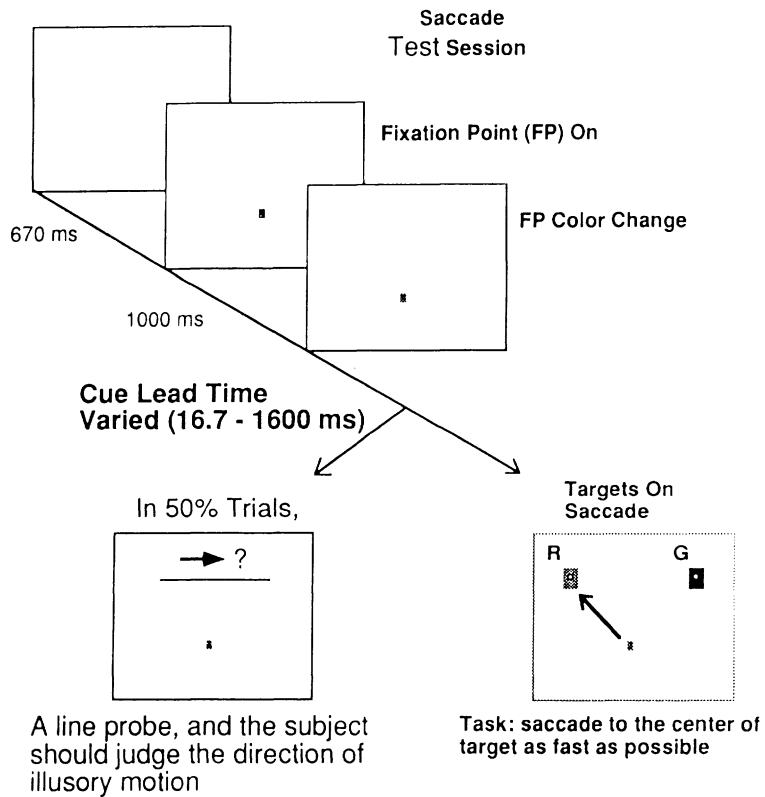 Saccade
Test Session
Fixation Point (FP) On
FP Color Change
670 ms
1000 ms
Cue Lead Time
Varied (16.7 - 1600 ms)
In 50% Trials,
?
A line probe, and the subject
should judge the direction of
illusory motion
Targets On
Saccade
R G
Task: saccade to the center of
target as fast as possible